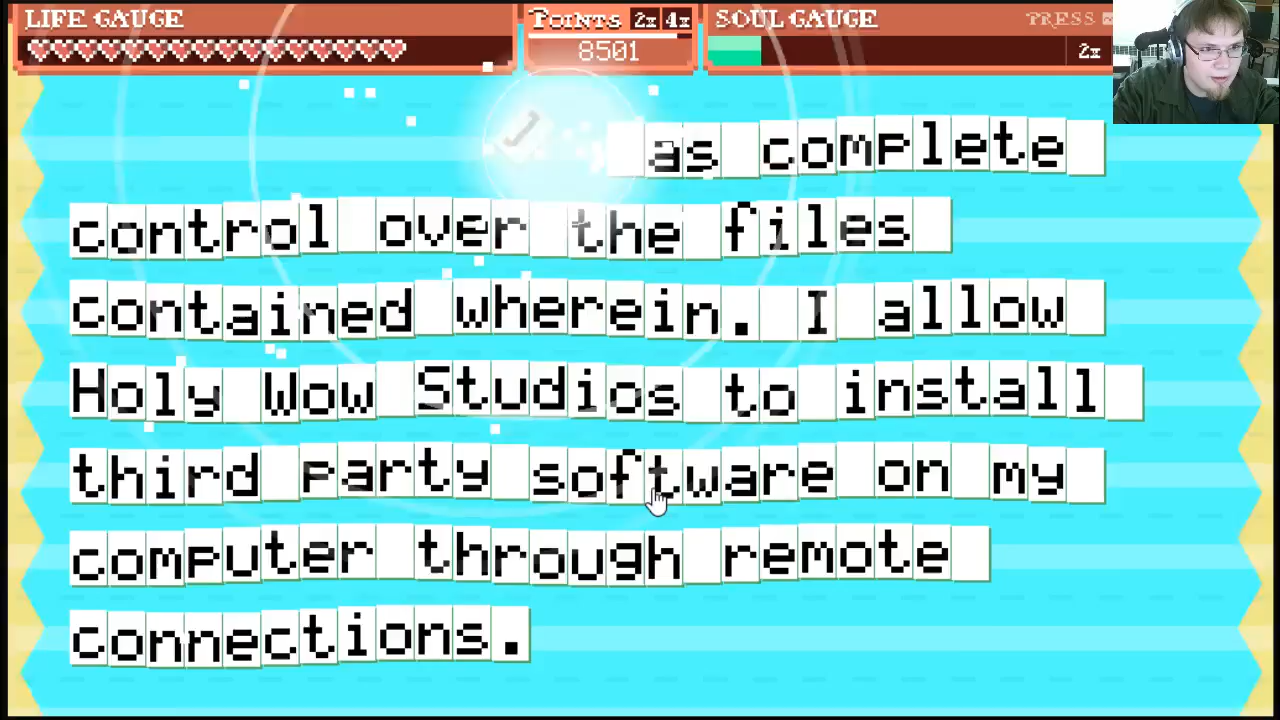 LIFE GAUGE
POINTS 2x 4x
8501
SOUL GAUGE
PRESS
2x
as complete
control over the files
contained wherein. I allow
Holy Wow Studios to install
third party software on my
computer through remote
connections.